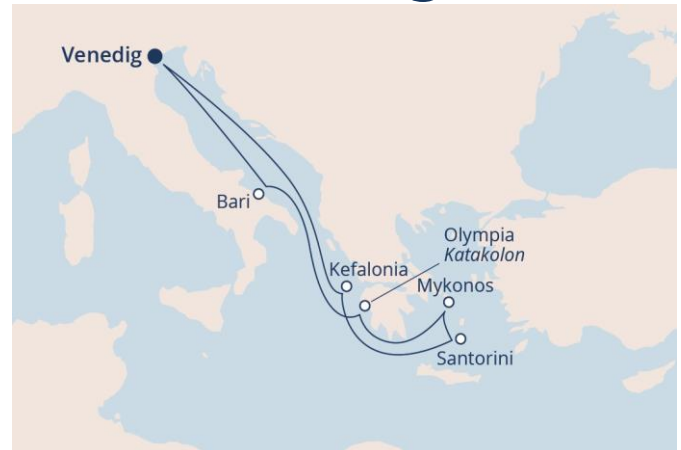 Venedig
Bari
Olympia
Katakolon
Kefalonia
Mykonos
Santorini